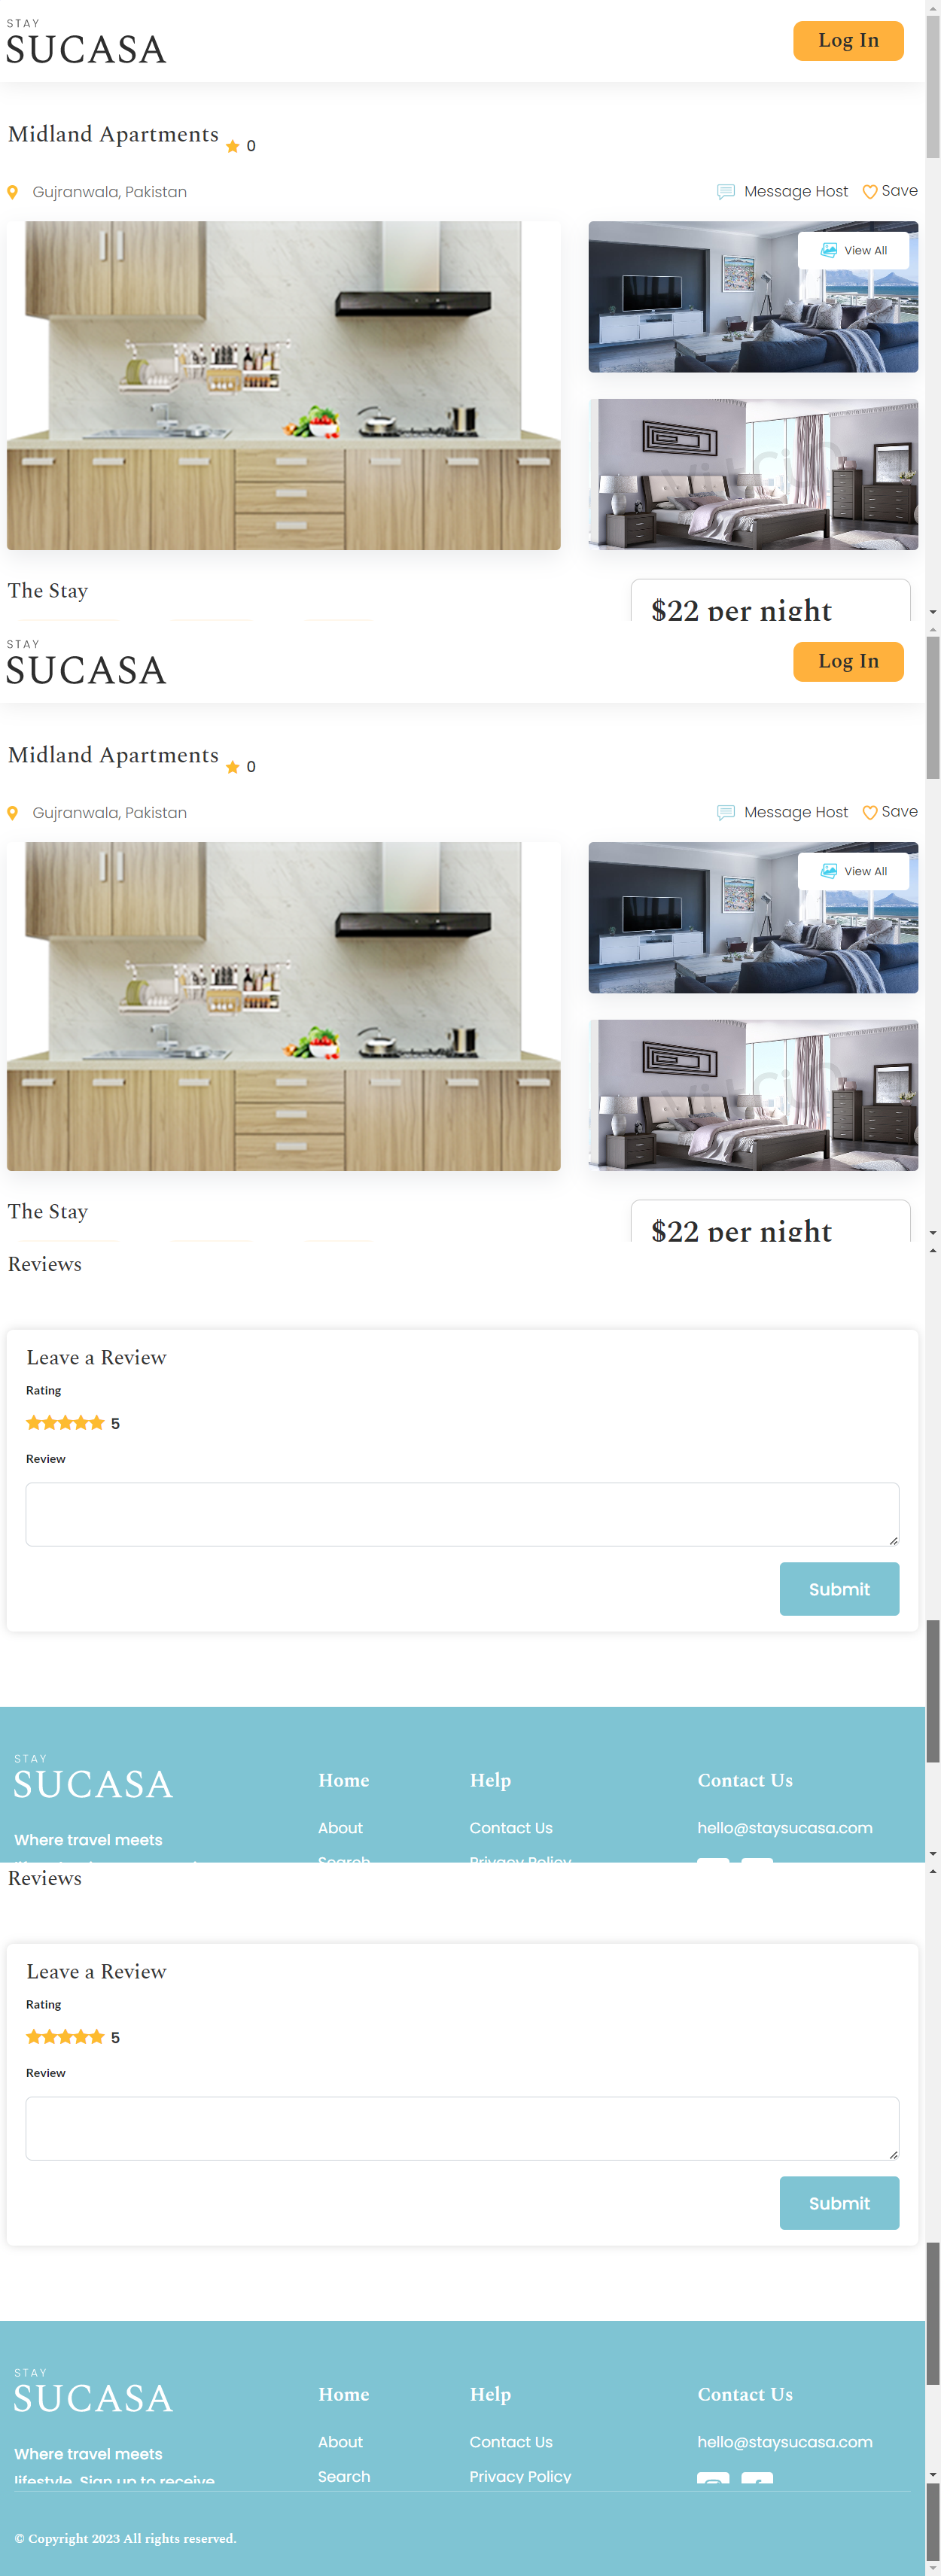 STAY
SUCASA
Log In
Midland Apartments
0
Gujranwala, Pakistan
Message Host
Save
View All
The Stay
$22 per night
STAY
SUCASA
Log In
Midland Apartments
0
Gujranwala, Pakistan
Message Host
Save
View All
The Stay
$22 per night
Reviews
Leave a Review
Rating
5
Review
Submit
STAY
SUCASA
Home
Help
Contact Us
Where travel meets
About
Contact Us
hello@staysucasa.com
Search
Privacy Policy
Reviews
Leave a Review
Rating
5
Review
Submit
STAY
SUCASA
Home
Help
Contact Us
Where travel meets
About
Contact Us
hello@staysucasa.com
lifestyle. Sign up to receive
Search
Privacy Policy
© Copyright 2023 All rights reserved.